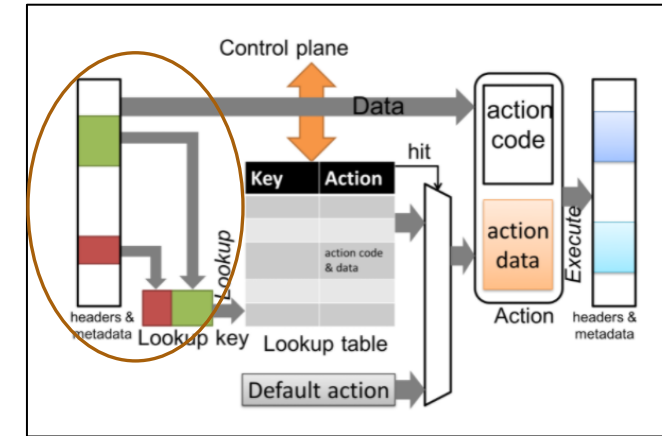 Control plane
Data
action
code
hit
Key Action
Lookup
action code
& data
action
data
Execute
headers &
metadata
Lookup key
Lookup table
Action
headers &
metadata
Default action